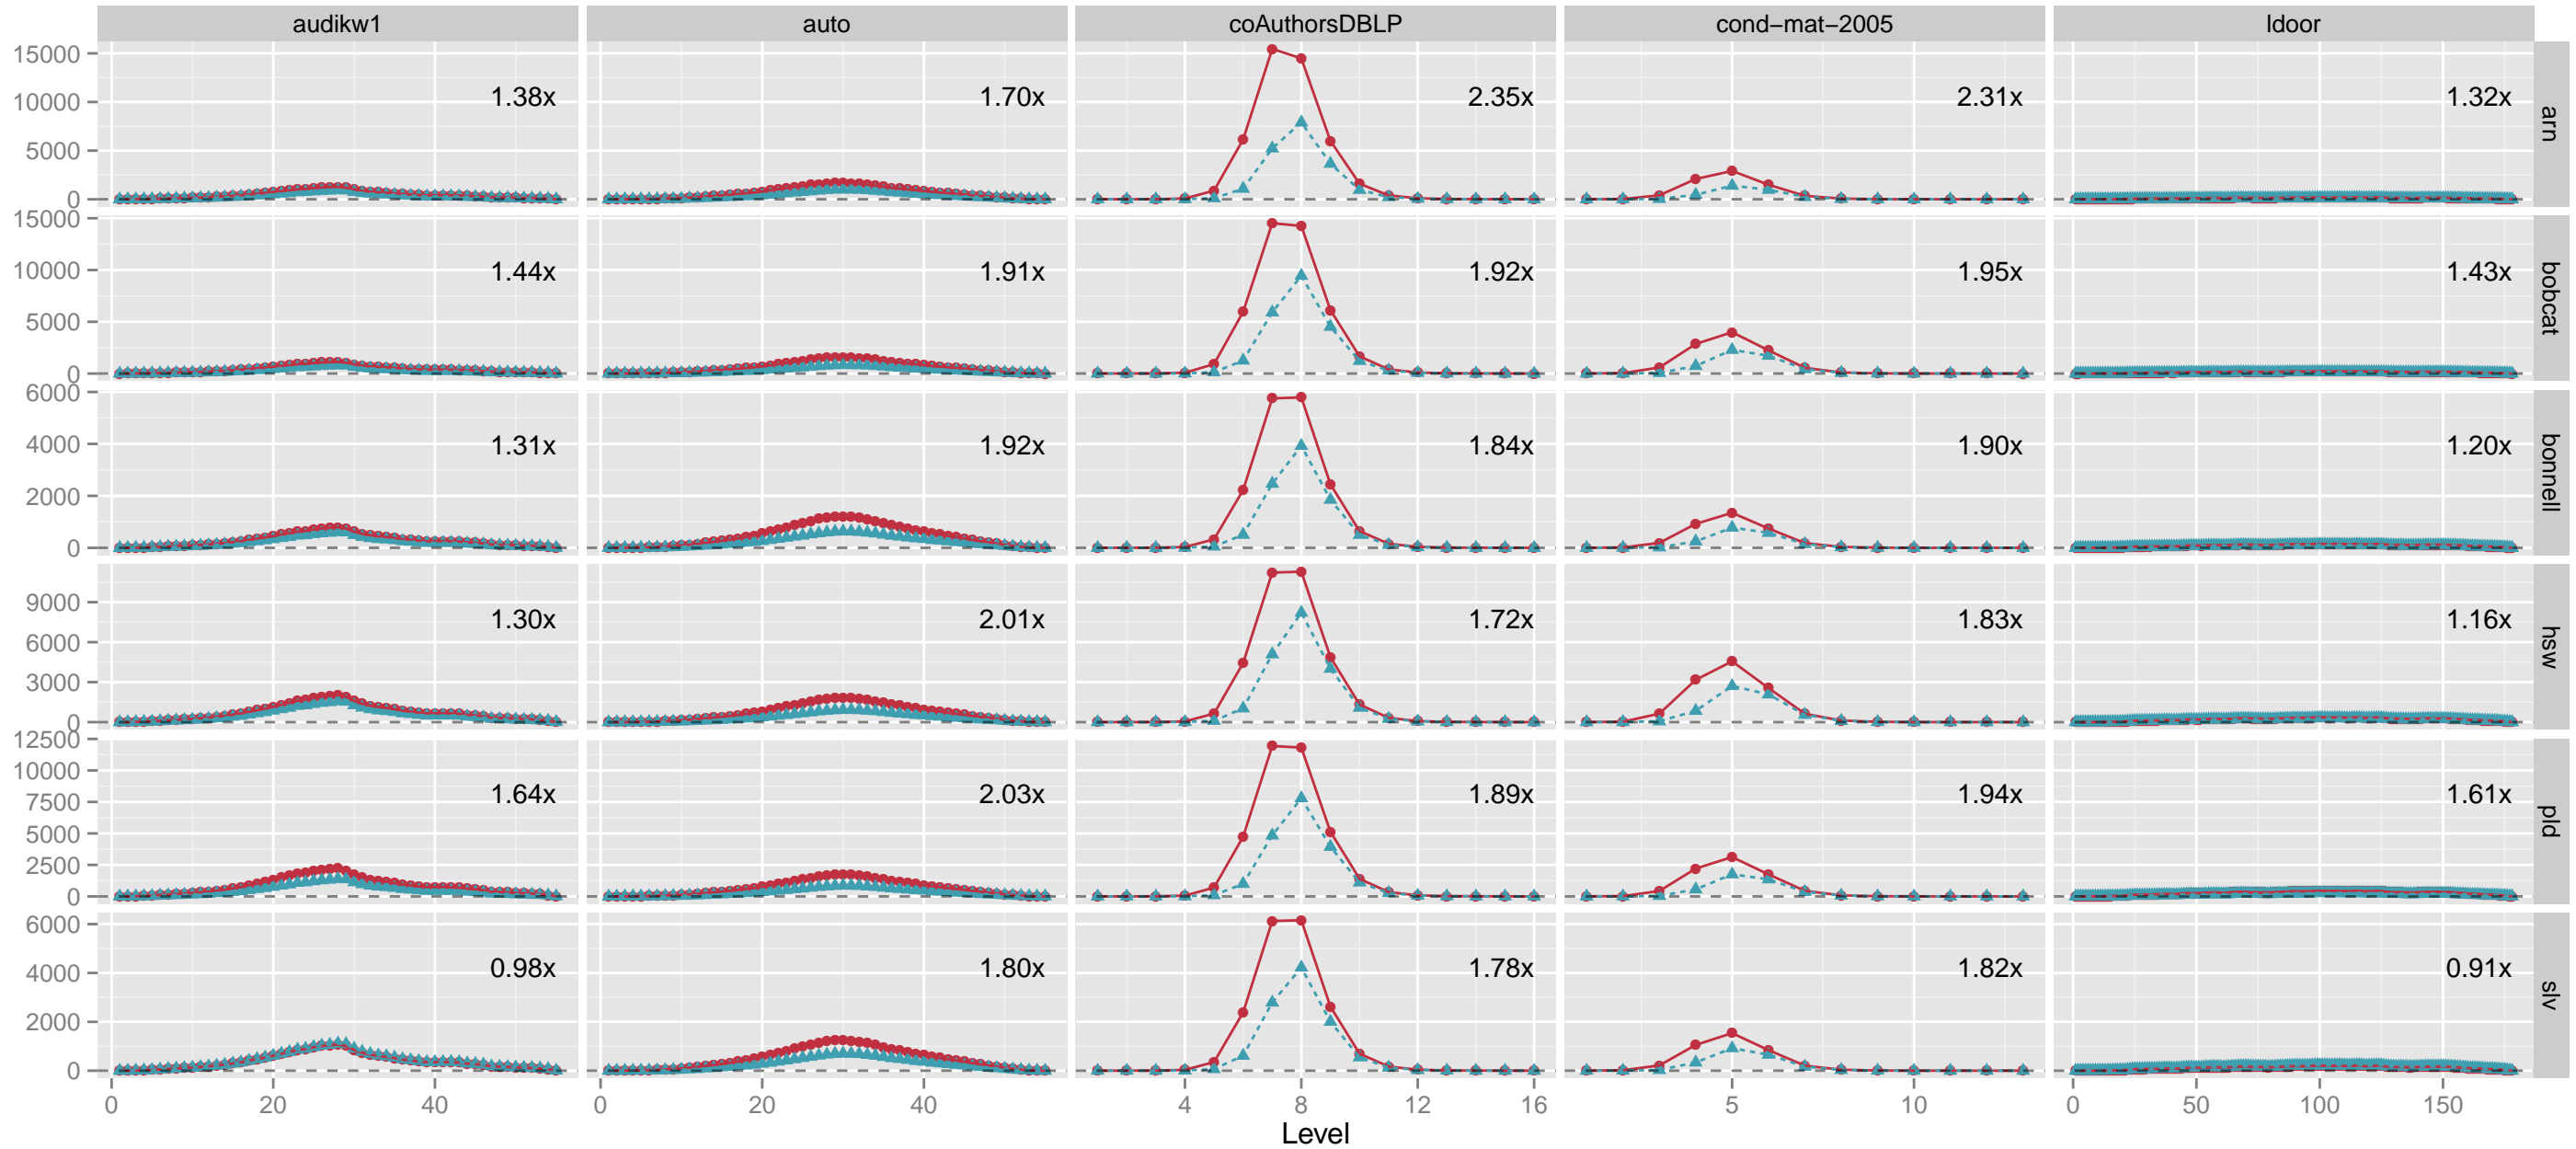 audikw1 auto coAuthorsDBLP cond−mat−2005 ldoor
15000
10000 1.38x 1.70x 2.35x 2.31x 1.32x arn
5000
0
15000
10000 1.44x 1.91x 1.92x 1.95x 1.43x bobcat
5000
0
6000
4000 1.31x 1.92x 1.84x 1.90x 1.20x bonnell
2000
0
9000
6000 1.30x 2.01x 1.72x 1.83x 1.16x hsw
3000
0
12500
10000
7500 1.64x 2.03x 1.89x 1.94x 1.61x pld
5000
2500
0
6000
4000 0.98x 1.80x 1.78x 1.82x 0.91x slv
2000
0
0 20 40 0 20 40 4 8 12 16 5 10 0 50 100 150
Level